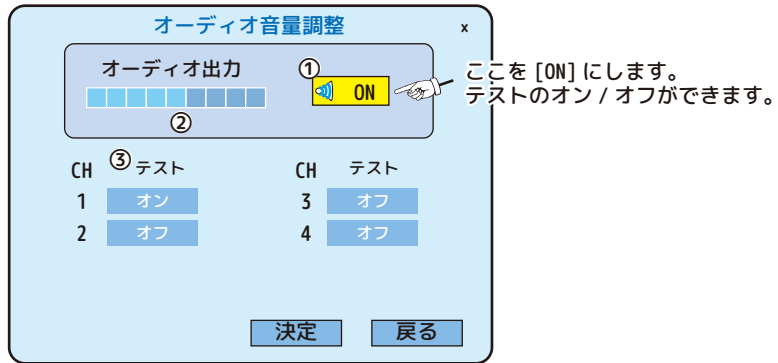 オーディオ音量調整 x
オーディオ出力 ① ON
②
ここを [ON] にします。
テストのオン / オフができます。
CH ③ テスト CH テスト
1 オン 3 オフ
2 オフ 4 オフ
決定 戻る